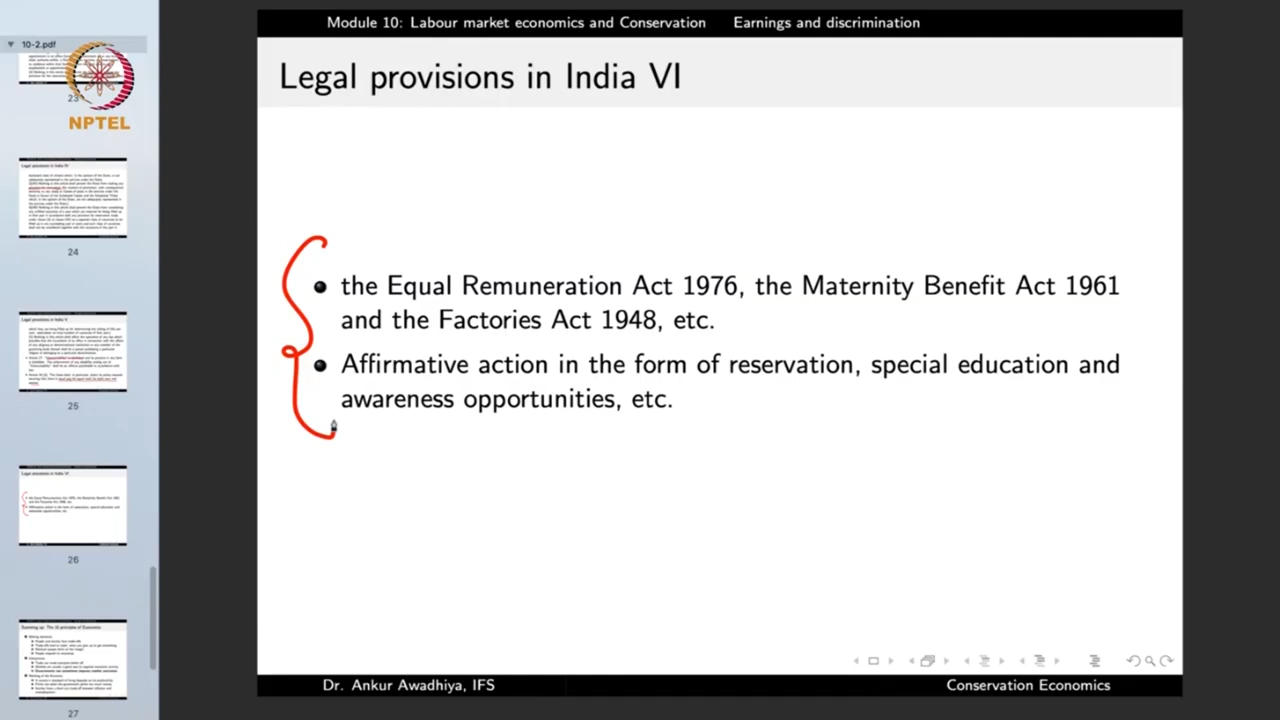 Module 10: Labour market economics and Conservation Earnings and discrimination
10-2.pdf
NPTEL
23
24
25
26
27
Legal provisions in India VI
the Equal Remuneration Act 1976, the Maternity Benefit Act 1961
and the Factories Act 1948, etc.
Affirmative action in the form of reservation, special education and
awareness opportunities, etc.
Dr. Ankur Awadhiya, IFS
Conservation Economics